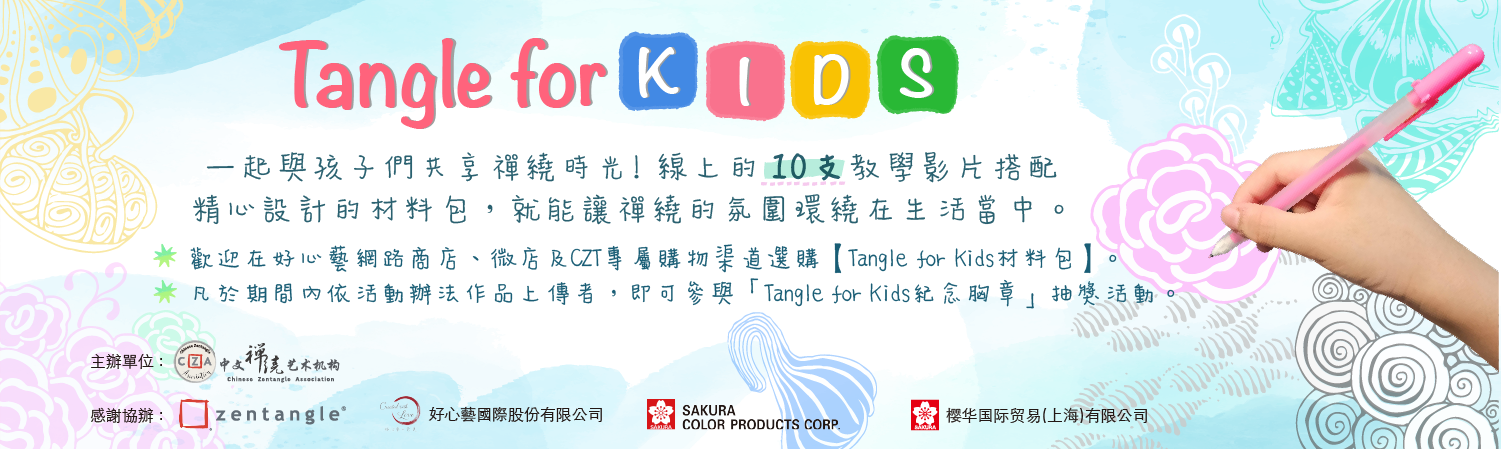 Tangle for KIDS
一起與孩子們共享禪繞時光! 線上的 10支 教學影片搭配
精心設計的材料包，就能讓禪繞的氛圍環繞在生活當中。
歡迎在好心藝網路商店、微店及CZT專屬購物渠道選購【Tangle for Kids材料包】。
凡於期間內依活動辦法作品上傳者，即可參與「Tangle for Kids紀念胸章」抽獎活動。
主辦單位： CZA 中文禅绕艺术机构
Chinese Zentangle Association
感謝協辦： zentangle® 好心藝國際股份有限公司 SAKURA SAKURA COLOR PRODUCTS CORP. SAKURA 樱华国际贸易(上海)有限公司